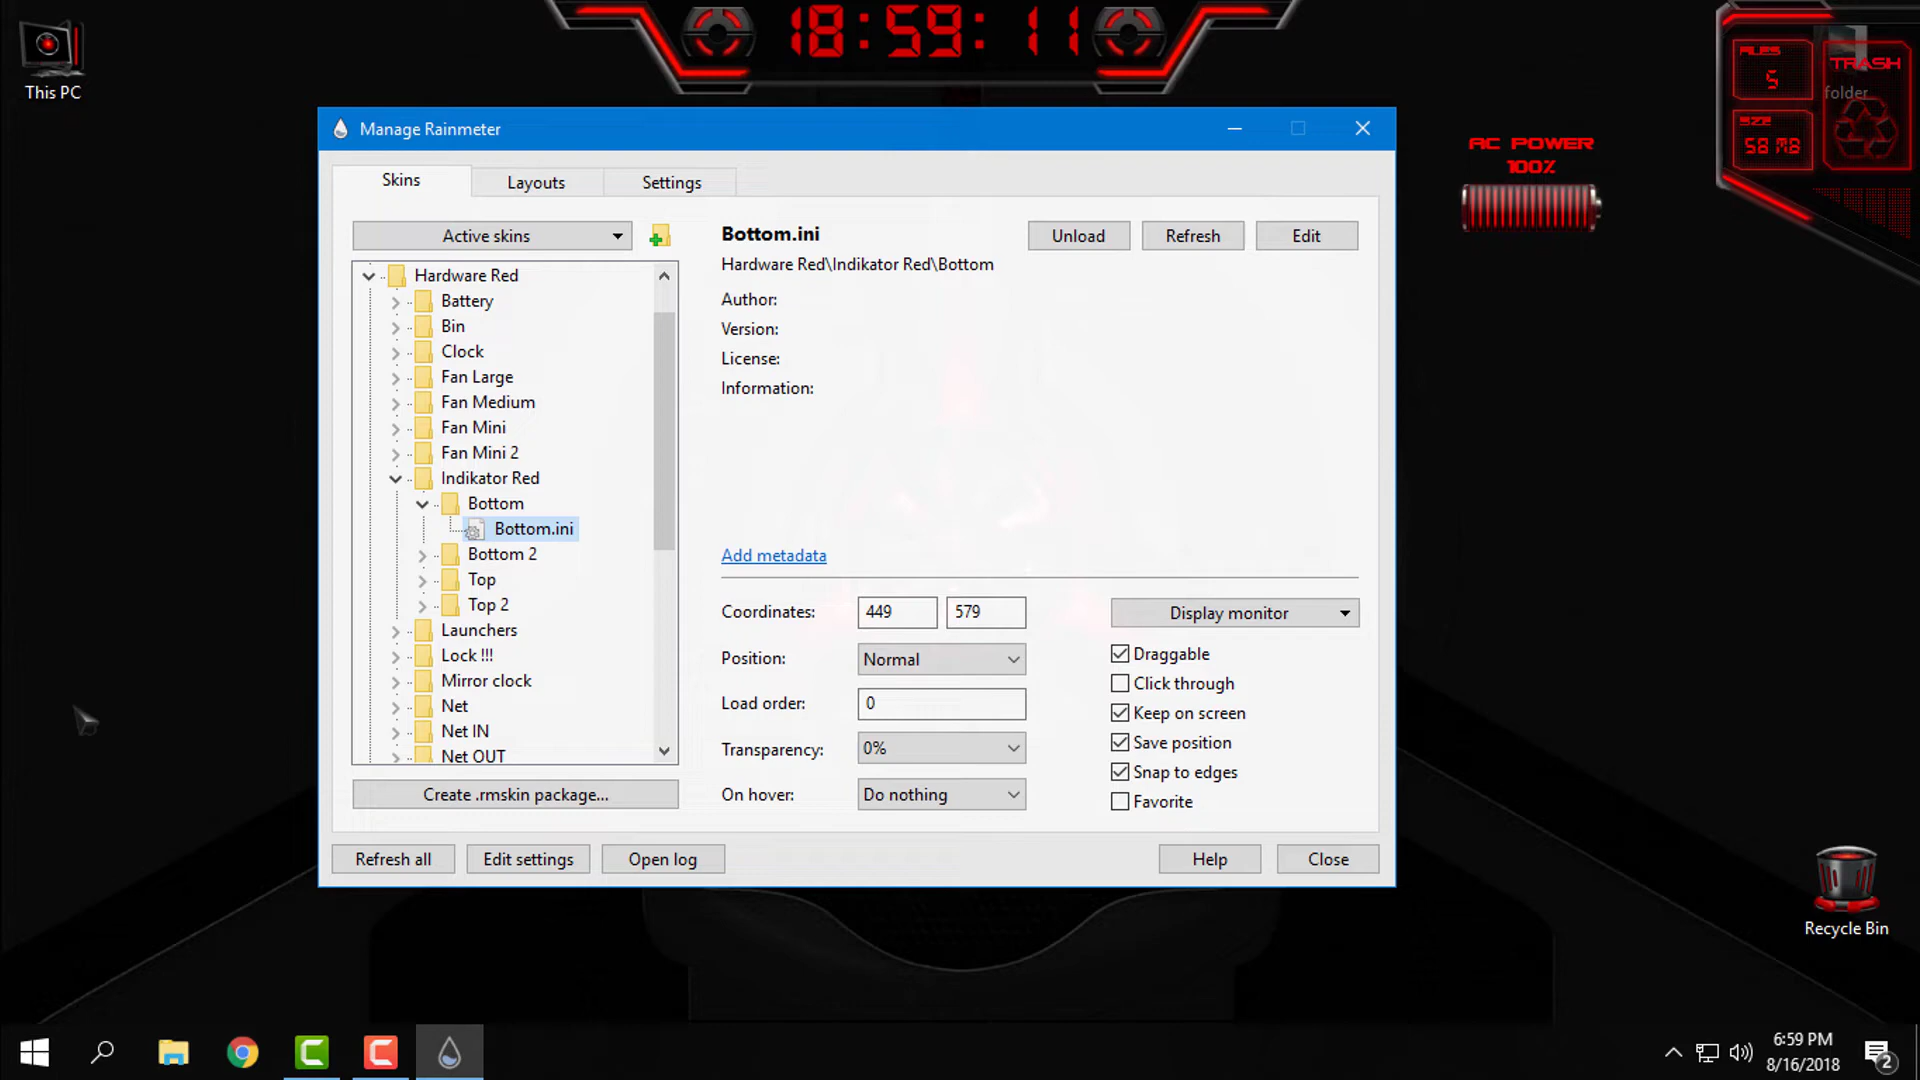 18:59:11
This PC
FILES
5
TRASH
folder
SIZE
58 MB
AC POWER
100%
Manage Rainmeter
Skins
Layouts
Settings
Active skins
Hardware Red
Battery
Bin
Clock
Fan Large
Fan Medium
Fan Mini
Fan Mini 2
Indikator Red
Bottom
Bottom.ini
Bottom 2
Top
Top 2
Launchers
Lock !!!
Mirror clock
Net
Net IN
Net OUT
Create .rmskin package...
Bottom.ini
Unload
Refresh
Edit
Hardware Red\Indikator Red\Bottom
Author:
Version:
License:
Information:
Add metadata
Coordinates: 449 579
Position: Normal
Load order: 0
Transparency: 0%
On hover: Do nothing
Display monitor
Draggable
Click through
Keep on screen
Save position
Snap to edges
Favorite
Refresh all
Edit settings
Open log
Help
Close
Recycle Bin
6:59 PM
8/16/2018
2